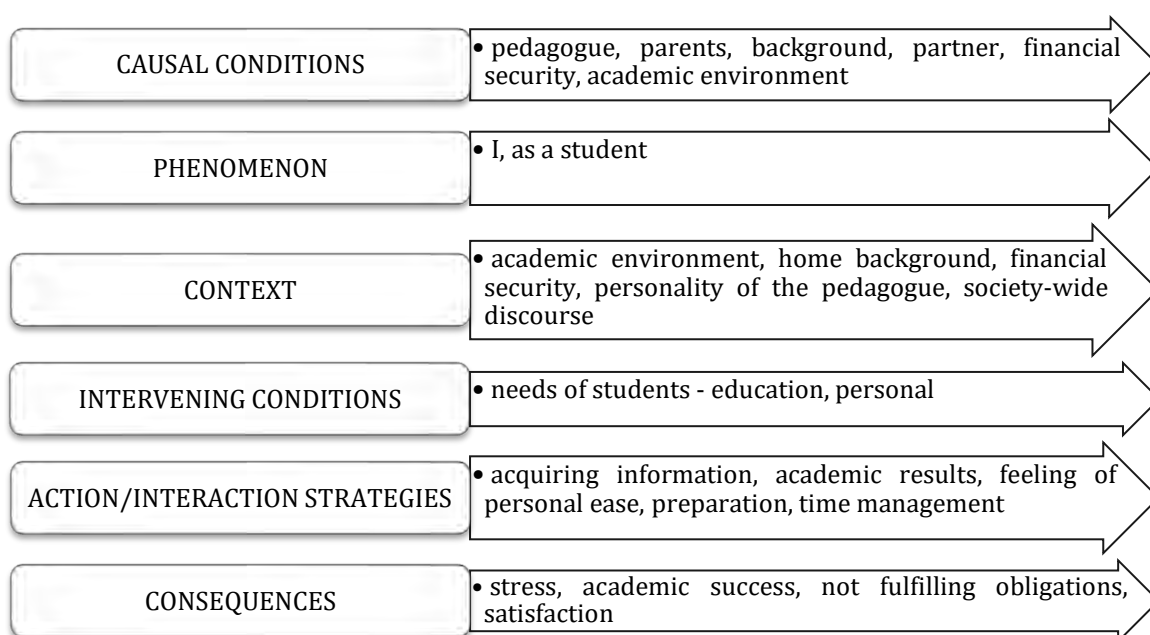 CAUSAL CONDITIONS
• pedagogue, parents, background, partner, financial
security, academic environment
PHENOMENON
• I, as a student
CONTEXT
• academic environment, home background, financial
security, personality of the pedagogue, society-wide
discourse
INTERVENING CONDITIONS
• needs of students - education, personal
ACTION/INTERACTION STRATEGIES
• acquiring information, academic results, feeling of
personal ease, preparation, time management
CONSEQUENCES
• stress, academic success, not fulfilling obligations,
satisfaction